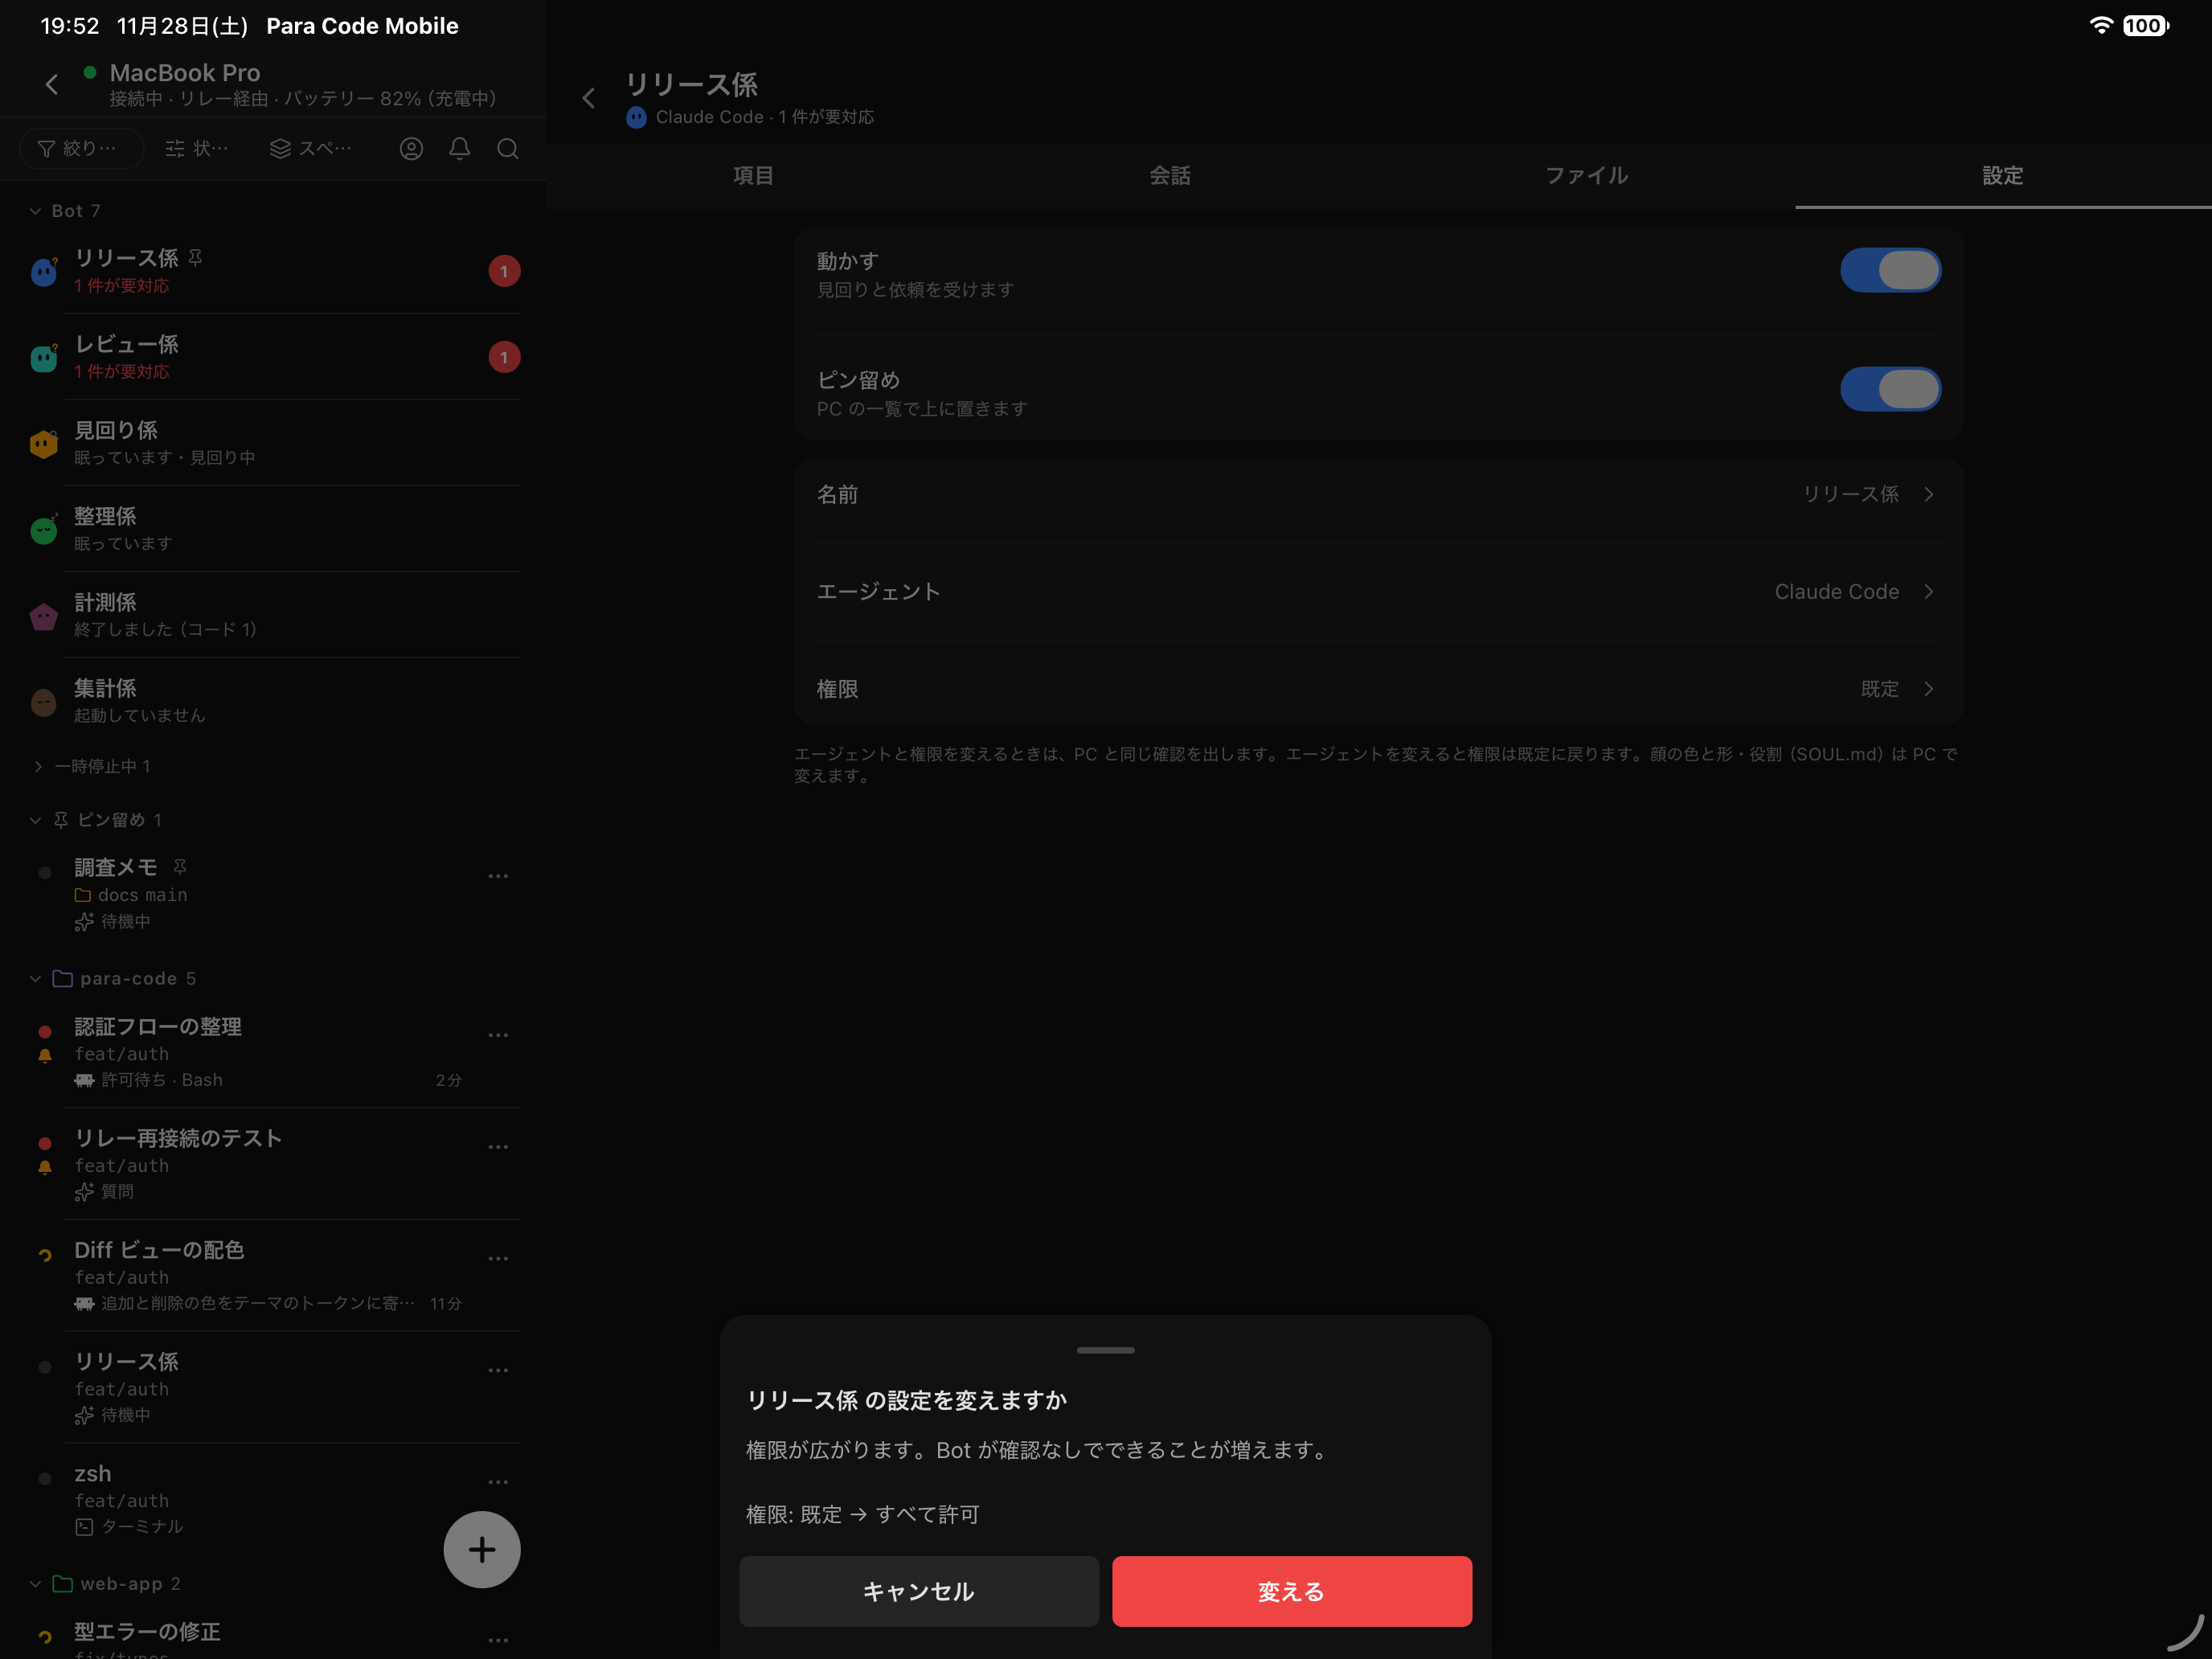 19:52 11月28日(土) Para Code Mobile
100
MacBook Pro
接続中 · リレー経由 · バッテリー 82%（充電中）
絞り…
状…
スペ…
Bot 7
リリース係
1 件が要対応
1
レビュー係
1 件が要対応
1
見回り係
眠っています・見回り中
整理係
眠っています
計測係
終了しました（コード 1）
集計係
起動していません
一時停止中 1
ピン留め 1
調査メモ
docs main
待機中
para-code 5
認証フローの整理
feat/auth
許可待ち · Bash
2分
リレー再接続のテスト
feat/auth
質問
Diff ビューの配色
feat/auth
追加と削除の色をテーマのトークンに寄…
11分
リリース係
feat/auth
待機中
zsh
feat/auth
ターミナル
web-app 2
型エラーの修正
fix/types
リリース係
Claude Code · 1 件が要対応
項目
会話
ファイル
設定
動かす
見回りと依頼を受けます
ピン留め
PC の一覧で上に置きます
名前
リリース係
エージェント
Claude Code
権限
既定
エージェントと権限を変えるときは、PC と同じ確認を出します。エージェントを変えると権限は既定に戻ります。顔の色と形・役割（SOUL.md）は PC で
変えます。
リリース係 の設定を変えますか
権限が広がります。Bot が確認なしでできることが増えます。
権限: 既定 → すべて許可
キャンセル
変える